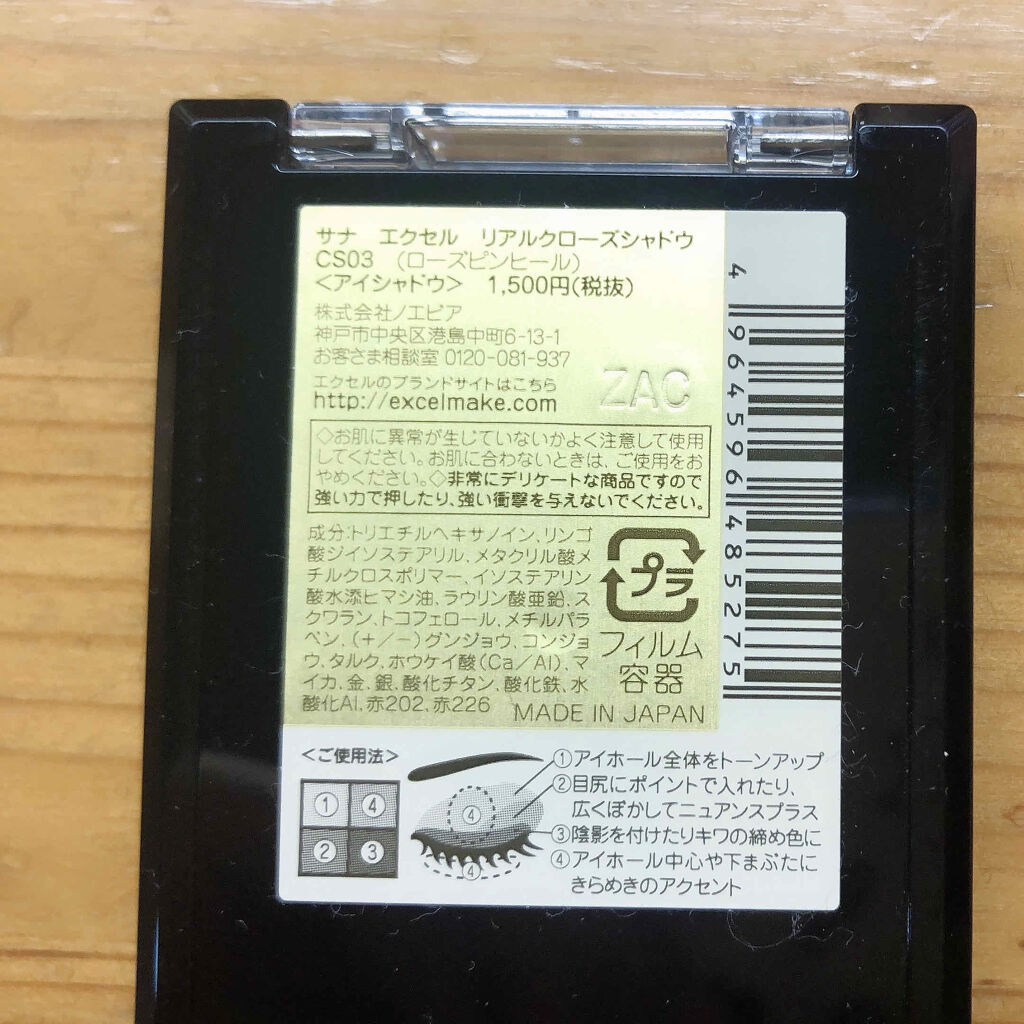 サナ　エクセル　リアルクローズシャドウ
CS03　(ローズピンヒール)
＜アイシャドウ＞　1,500円(税抜)
株式会社ノエビア
神戸市中央区港島中町6-13-1
お客さま相談室 0120-081-937
エクセルのブランドサイトはこちら
http://excelmake.com
ZAC
◇お肌に異常が生じていないかよく注意して使用
してください。お肌に合わないときは、ご使用をお
やめください。◇非常にデリケートな商品ですので
強い力で押したり、強い衝撃を与えないでください。
成分:トリエチルヘキサノイン、リンゴ
酸ジイソステアリル、メタクリル酸メ
チルクロスポリマー、イソステアリン
酸水添ヒマシ油、ラウリン酸亜鉛、ス
クワラン、トコフェロール、メチルパラ
ベン、(＋/－)グンジョウ、コンジョ
ウ、タルク、ホウケイ酸(Ca/Al)、マ
イカ、金、銀、酸化チタン、酸化鉄、水
酸化Al、赤202、赤226
プラ
フィルム
容器
MADE IN JAPAN
4 964596 485275
＜ご使用法＞
① ④
② ③
④
④
①アイホール全体をトーンアップ
②目尻にポイントで入れたり、
広くぼかしてニュアンスプラス
③陰影を付けたりキワの締め色に
④アイホール中心や下まぶたに
きらめきのアクセント